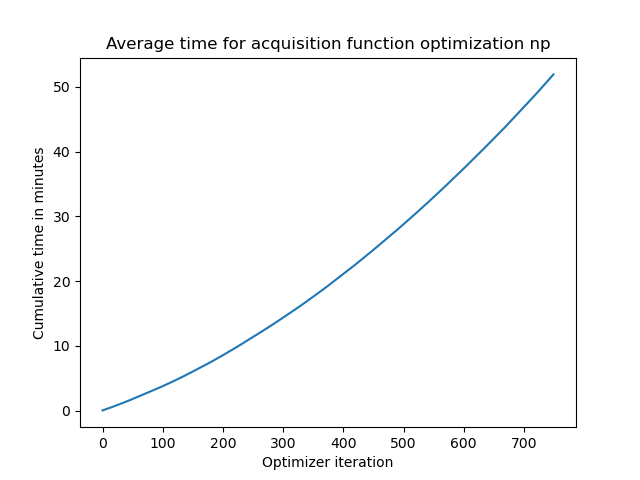 Average time for acquisition function optimization np
Cumulative time in minutes
50
40
30
20
10
0
0 100 200 300 400 500 600 700
Optimizer iteration